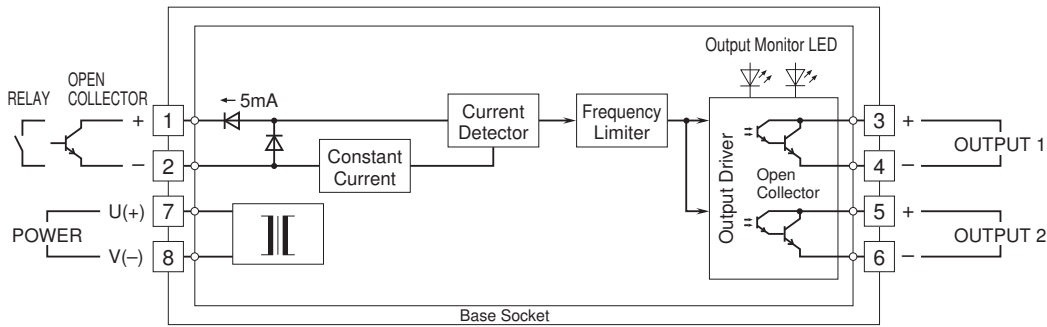 Output Monitor LED
OPEN
RELAY COLLECTOR
← 5mA
+ 1
Current
Detector
Frequency
Limiter
3 +
OUTPUT 1
– 2
Constant
Current
4 –
Output Driver
Open
Collector
U(+) 7
POWER
V(–) 8
5 +
OUTPUT 2
6 –
Base Socket